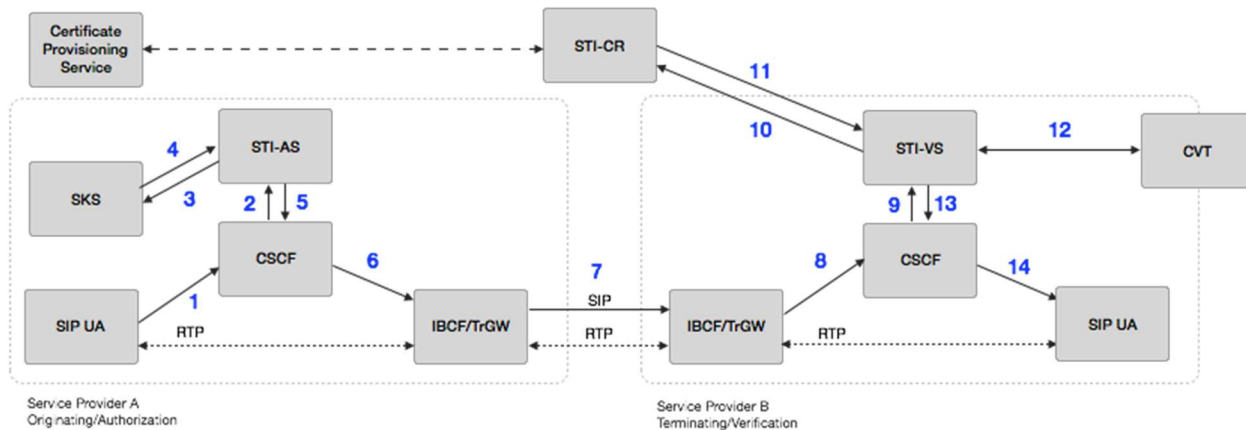 Certificate
Provisioning
Service
STI-CR
11
10
STI-AS
4
3
SKS
2
5
CSCF
6
1
SIP UA
RTP
IBCF/TrGW
7
SIP
RTP
STI-VS
12
CVT
9
13
CSCF
8
14
IBCF/TrGW
RTP
SIP UA
Service Provider A
Originating/Authorization
Service Provider B
Terminating/Verification